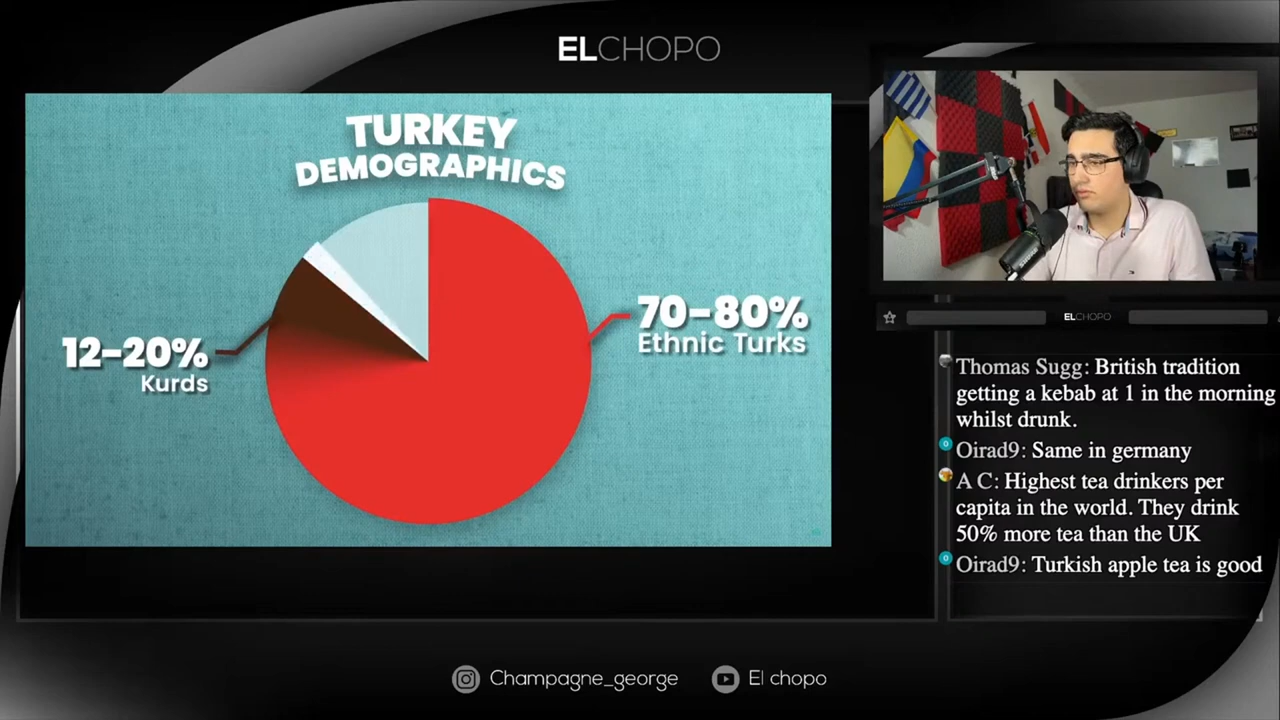 ELCHOPO
TURKEY
DEMOGRAPHICS
12-20%
Kurds
70-80%
Ethnic Turks
ELCHOPO
Thomas Sugg: British tradition
getting a kebab at 1 in the morning
whilst drunk.
Oirad9: Same in germany
A C: Highest tea drinkers per
capita in the world. They drink
50% more tea than the UK
Oirad9: Turkish apple tea is good
Champagne_george
El chopo